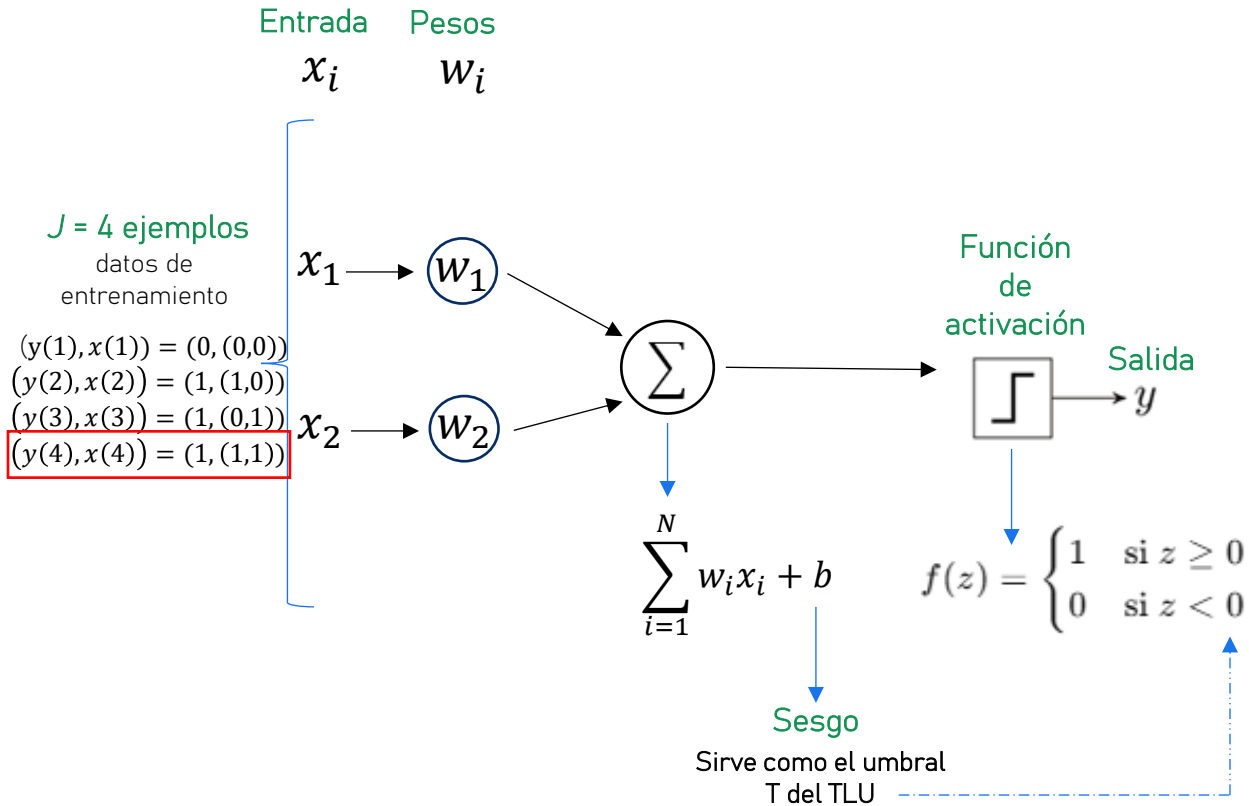 Entrada
Pesos
x_i
w_i
J = 4 ejemplos
datos de
entrenamiento
(y(1), x(1)) = (0, (0,0))
(y(2), x(2)) = (1, (1,0))
(y(3), x(3)) = (1, (0,1))
(y(4), x(4)) = (1, (1,1))
x_1
w_1
x_2
w_2
∑
Función
de
activación
Salida
y
∑_{i=1}^{N} w_i x_i + b
f(z) = { 1 si z ≥ 0
0 si z < 0
Sesgo
Sirve como el umbral
T del TLU